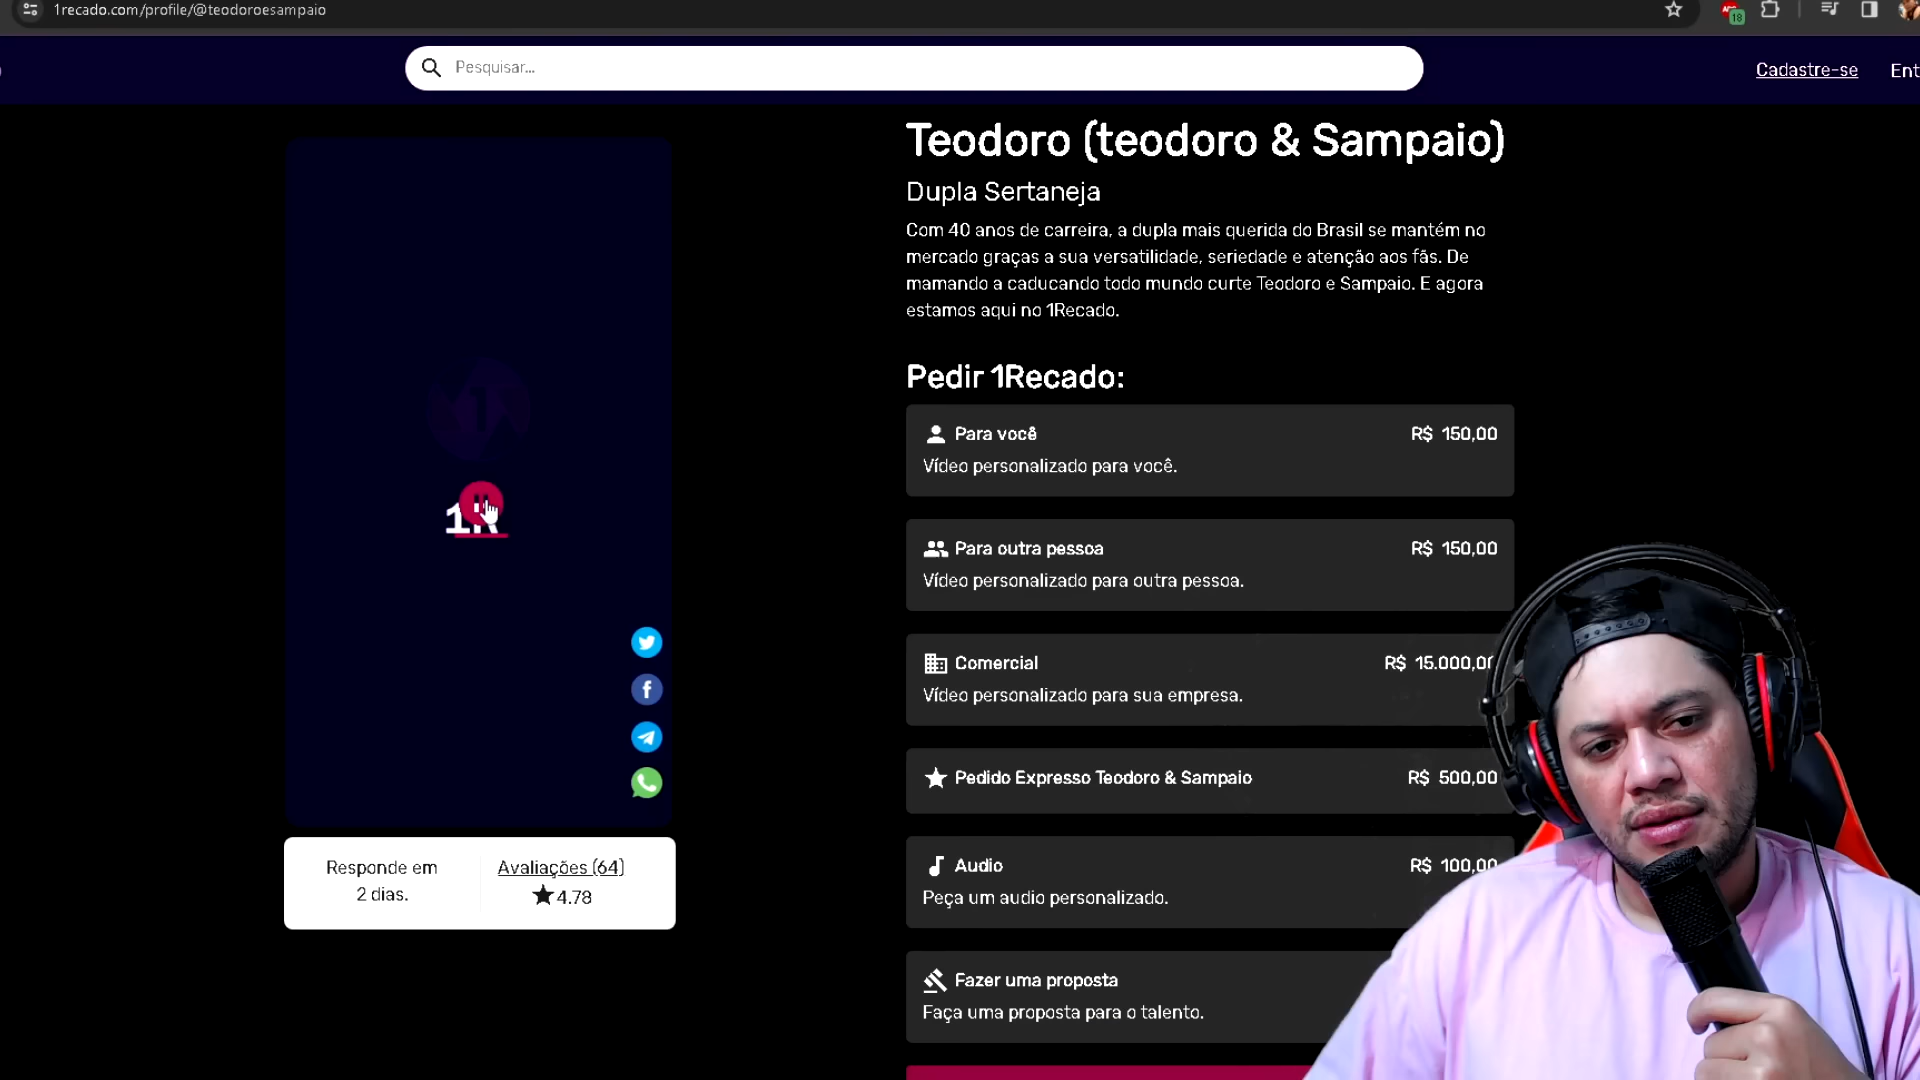 1recado.com/profile/@teodoroesampaio
18
Pesquisar...
Cadastre-se
Ent
Teodoro (teodoro & Sampaio)
Dupla Sertaneja
Com 40 anos de carreira, a dupla mais querida do Brasil se mantém no
mercado graças a sua versatilidade, seriedade e atenção aos fãs. De
mamando a caducando todo mundo curte Teodoro e Sampaio. E agora
estamos aqui no 1Recado.
Pedir 1Recado:
Para você R$ 150,00
Vídeo personalizado para você.
Para outra pessoa R$ 150,00
Vídeo personalizado para outra pessoa.
Comercial R$ 15.000,00
Vídeo personalizado para sua empresa.
Pedido Expresso Teodoro & Sampaio R$ 500,00
Audio R$ 100,00
Peça um audio personalizado.
Fazer uma proposta
Faça uma proposta para o talento.
1R
Responde em
2 dias.
Avaliações (64)
4.78